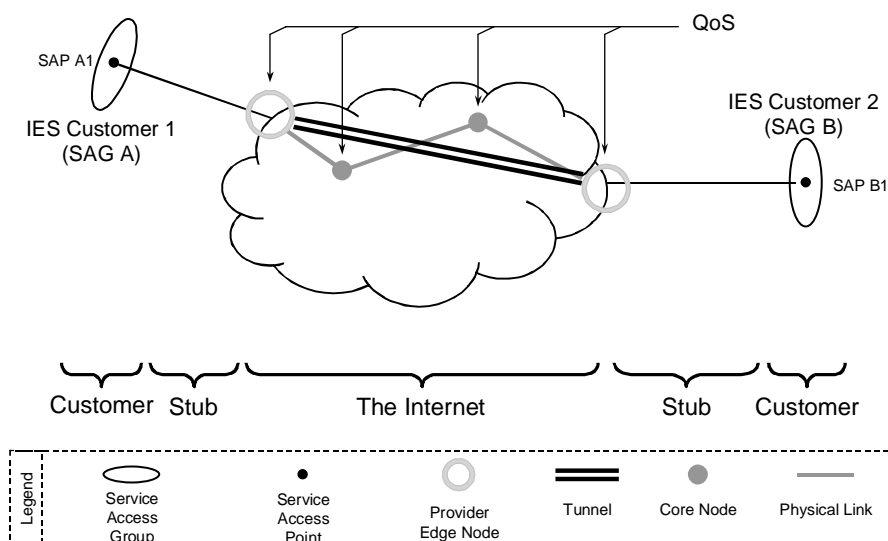 QoS
SAP A1
IES Customer 1
(SAG A)
IES Customer 2
(SAG B)
SAP B1
Customer
Stub
The Internet
Stub
Customer
Legend
Service
Access
Group
Service
Access
Point
Provider
Edge Node
Tunnel
Core Node
Physical Link